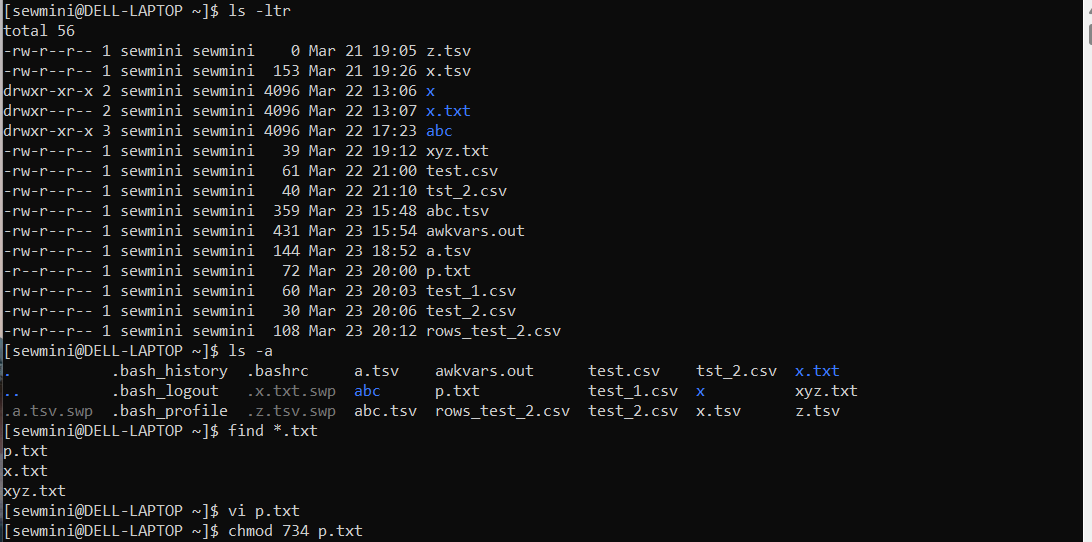 [sewmini@DELL-LAPTOP ~]$ ls -ltr
total 56
-rw-r--r-- 1 sewmini sewmini    0 Mar 21 19:05 z.tsv
-rw-r--r-- 1 sewmini sewmini  153 Mar 21 19:26 x.tsv
drwxr-xr-x 2 sewmini sewmini 4096 Mar 22 13:06 x
drwxr--r-- 2 sewmini sewmini 4096 Mar 22 13:07 x.txt
drwxr-xr-x 3 sewmini sewmini 4096 Mar 22 17:23 abc
-rw-r--r-- 1 sewmini sewmini   39 Mar 22 19:12 xyz.txt
-rw-r--r-- 1 sewmini sewmini   61 Mar 22 21:00 test.csv
-rw-r--r-- 1 sewmini sewmini   40 Mar 22 21:10 tst_2.csv
-rw-r--r-- 1 sewmini sewmini  359 Mar 23 15:48 abc.tsv
-rw-r--r-- 1 sewmini sewmini  431 Mar 23 15:54 awkvars.out
-rw-r--r-- 1 sewmini sewmini  144 Mar 23 18:52 a.tsv
-r--r--r-- 1 sewmini sewmini   72 Mar 23 20:00 p.txt
-rw-r--r-- 1 sewmini sewmini   60 Mar 23 20:03 test_1.csv
-rw-r--r-- 1 sewmini sewmini   30 Mar 23 20:06 test_2.csv
-rw-r--r-- 1 sewmini sewmini  108 Mar 23 20:12 rows_test_2.csv
[sewmini@DELL-LAPTOP ~]$ ls -a
.           .bash_history  .bashrc     a.tsv    awkvars.out      test.csv    tst_2.csv  x.txt
..          .bash_logout   .x.txt.swp  abc      p.txt            test_1.csv  x          xyz.txt
.a.tsv.swp  .bash_profile  .z.tsv.swp  abc.tsv  rows_test_2.csv  test_2.csv  x.tsv      z.tsv
[sewmini@DELL-LAPTOP ~]$ find *.txt
p.txt
x.txt
xyz.txt
[sewmini@DELL-LAPTOP ~]$ vi p.txt
[sewmini@DELL-LAPTOP ~]$ chmod 734 p.txt